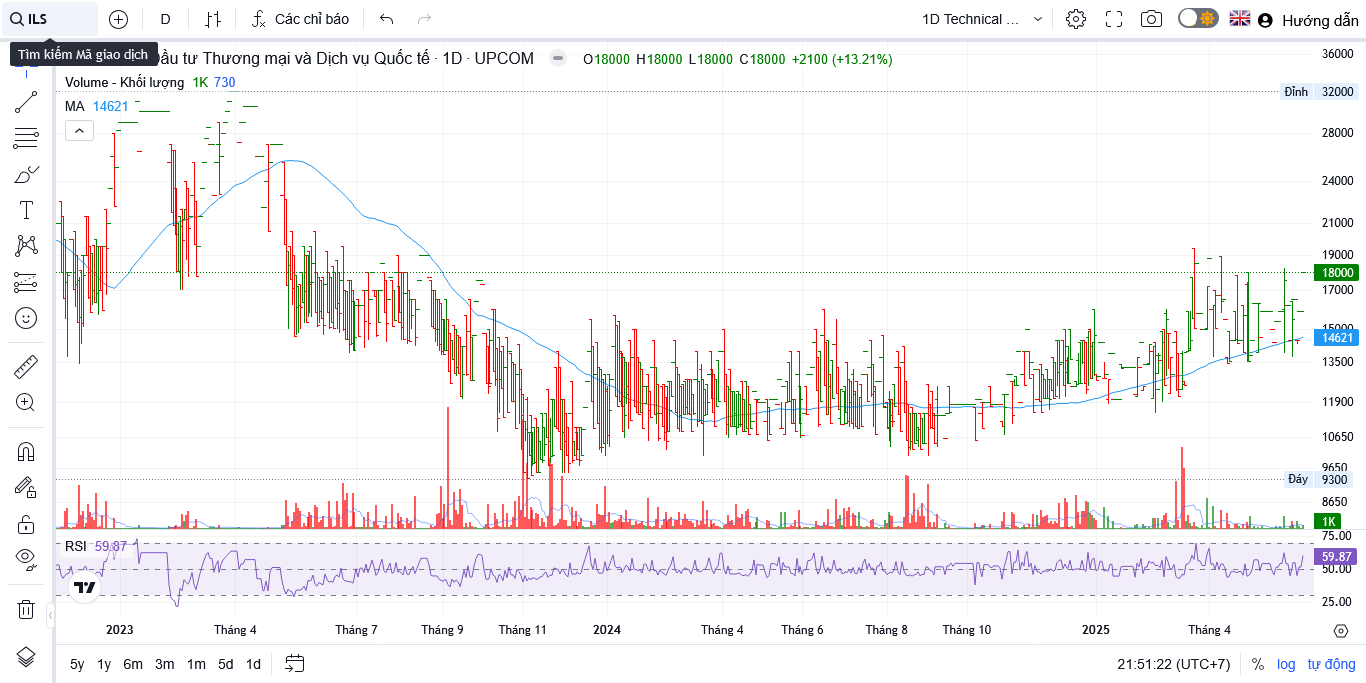 ILS
D
Các chỉ báo
1D Technical ...
Hướng dẫn
Tìm kiếm Mã giao dịch
Đầu tư Thương mại và Dịch vụ Quốc tế · 1D · UPCOM
O18000 H18000 L18000 C18000 +2100 (+13.21%)
Volume - Khối lượng 1K 730
MA 14621
36000
Đỉnh 32000
28000
24000
21000
19000
18000
17000
15000
14621
13500
11900
10650
9650
Đáy 9300
8650
1K
75.00
RSI 59.87
59.87
50.00
25.00
2023
Tháng 4
Tháng 7
Tháng 9
Tháng 11
2024
Tháng 4
Tháng 6
Tháng 8
Tháng 10
2025
Tháng 4
5y 1y 6m 3m 1m 5d 1d
21:51:22 (UTC+7)
% log tự động